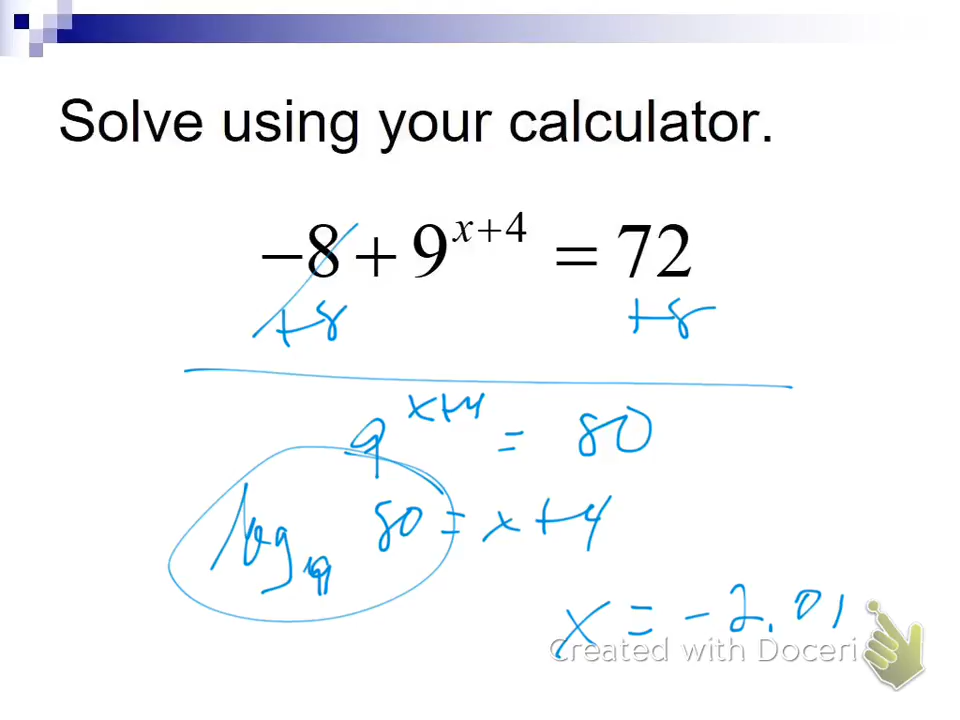 Solve using your calculator.
−8 + 9^{x+4} = 72
+8 +8
9^{x+4} = 80
log_9 80 = x+4
x = -2.01
Created with Doceri